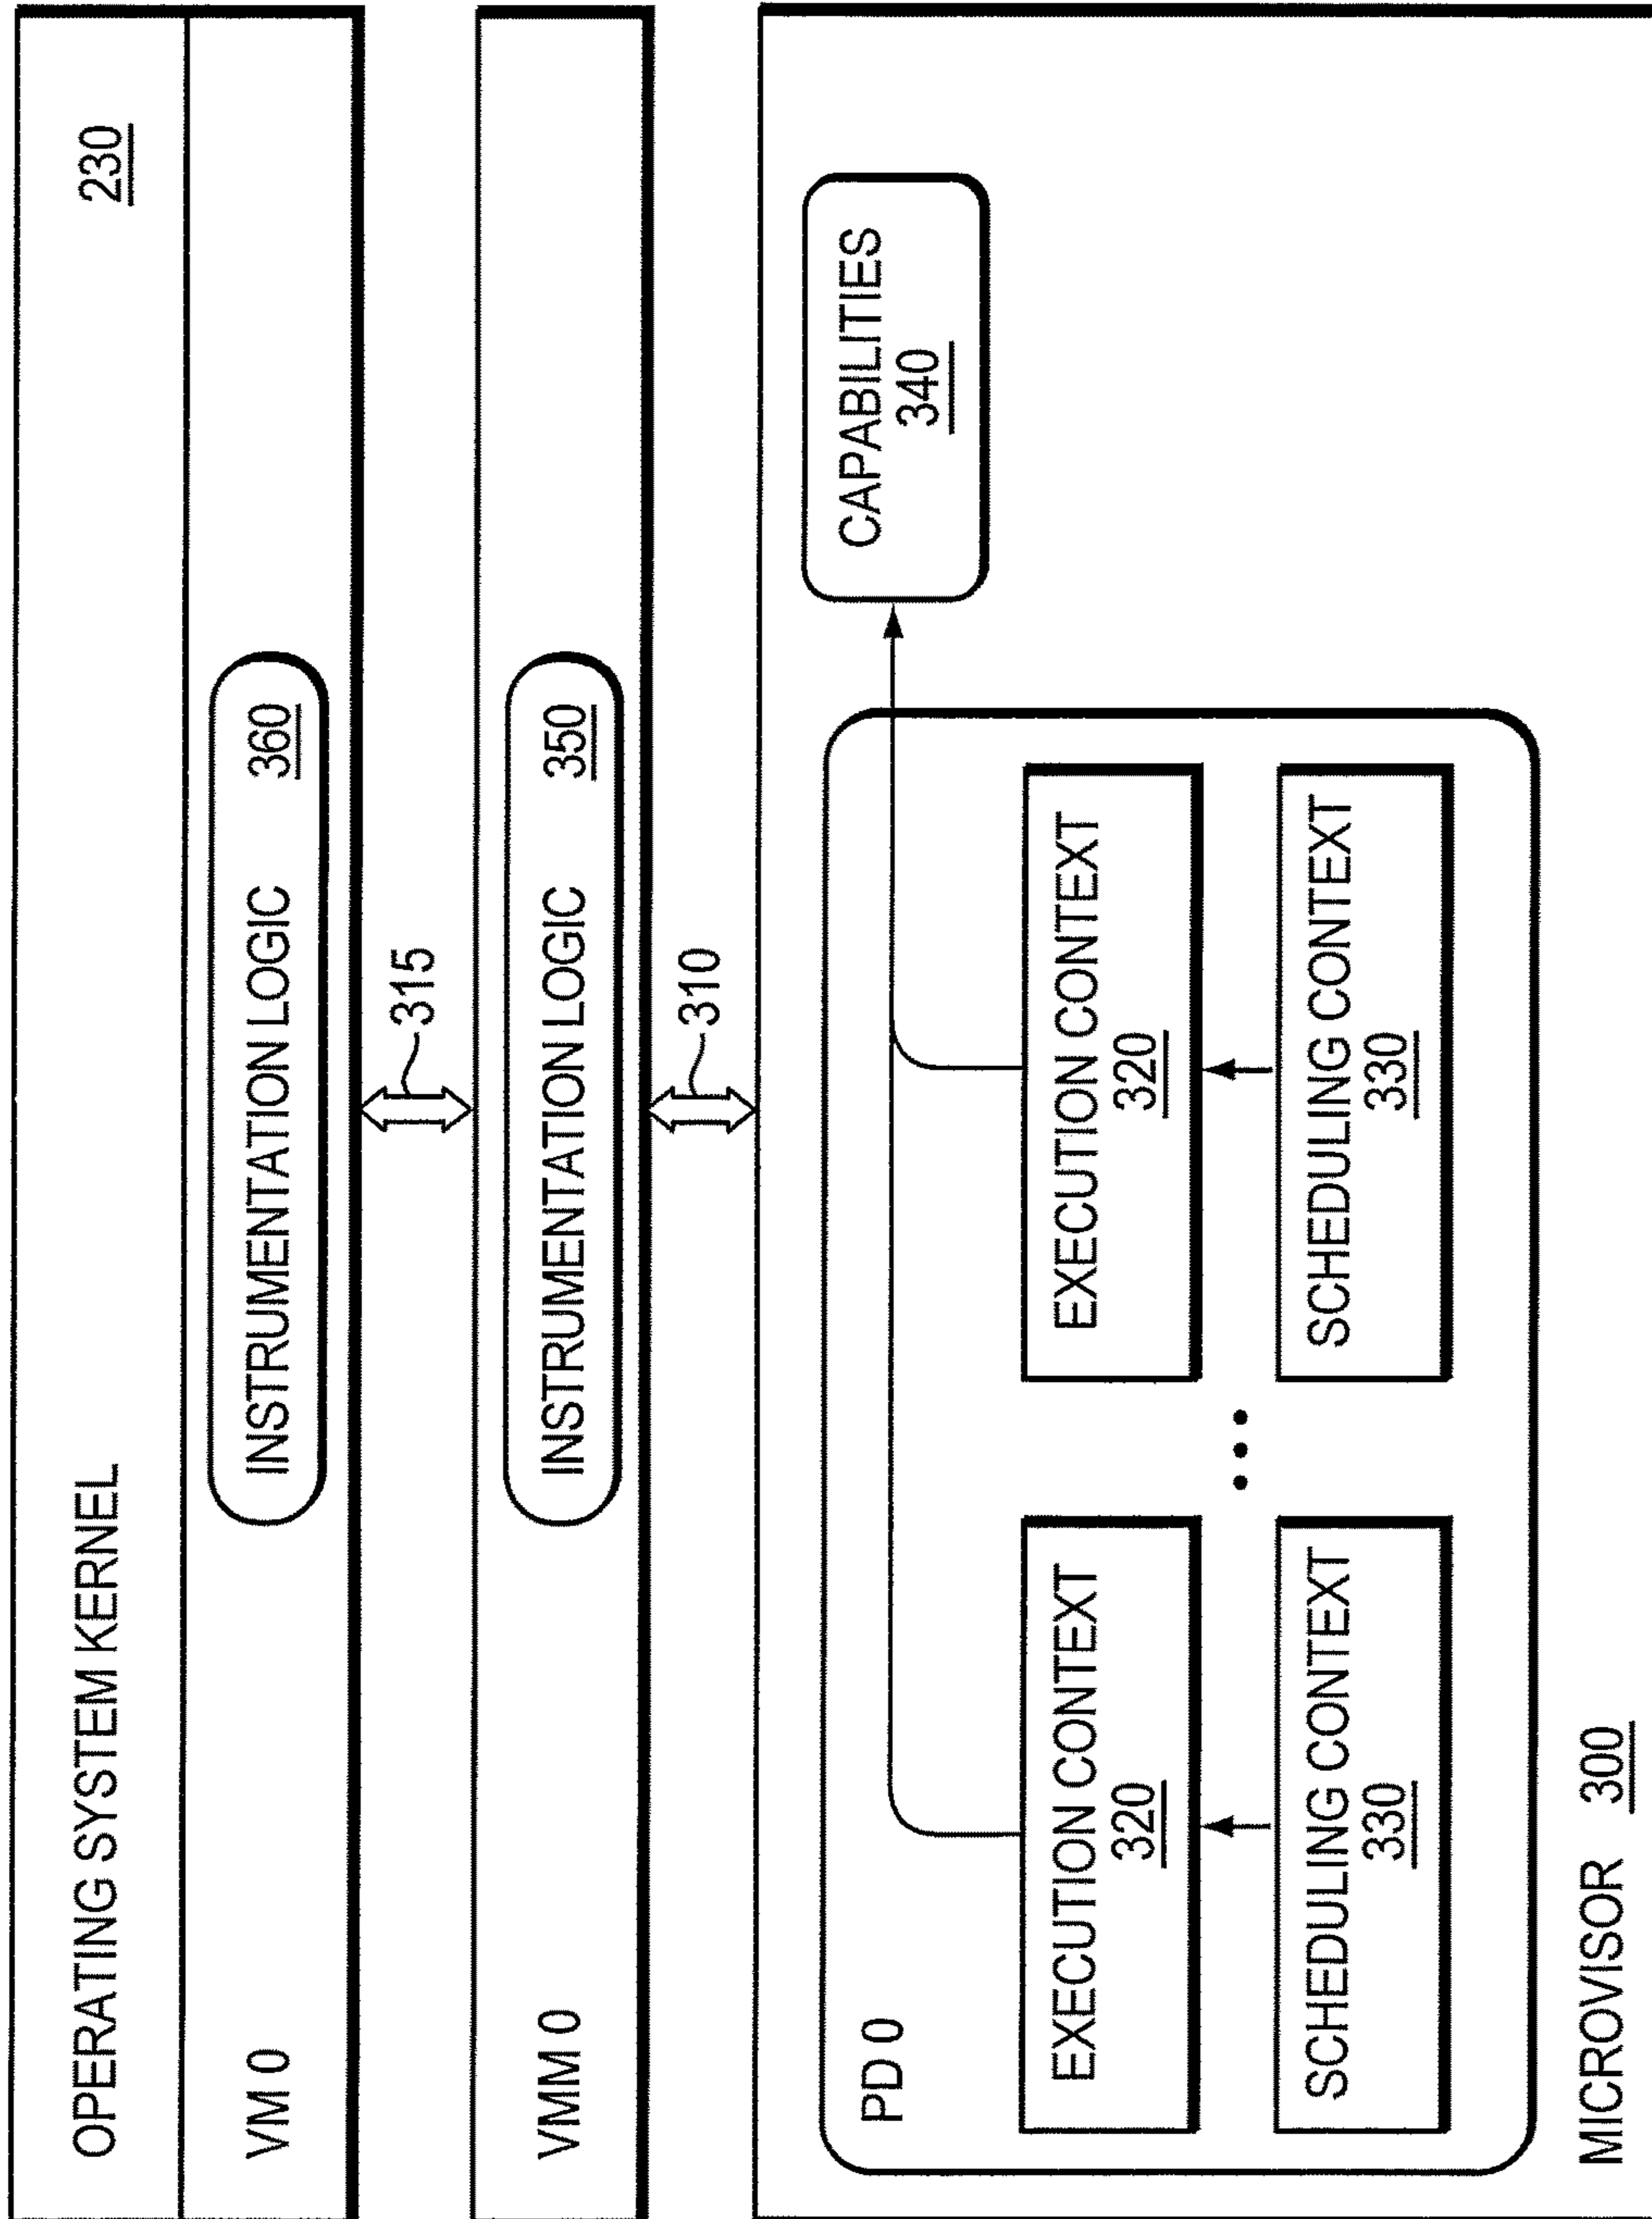 OPERATING SYSTEM KERNEL 230
VM 0 INSTRUMENTATION LOGIC 360
315
VMM 0 INSTRUMENTATION LOGIC 350
310
CAPABILITIES
340
PD 0
EXECUTION CONTEXT
320
EXECUTION CONTEXT
320
SCHEDULING CONTEXT
330
SCHEDULING CONTEXT
330
MICROVISOR 300